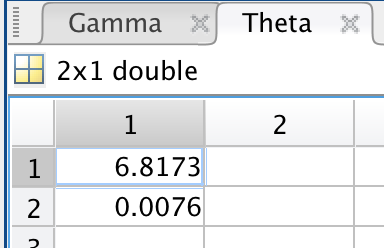 Gamma Theta
2x1 double
1 2
1 6.8173
2 0.0076